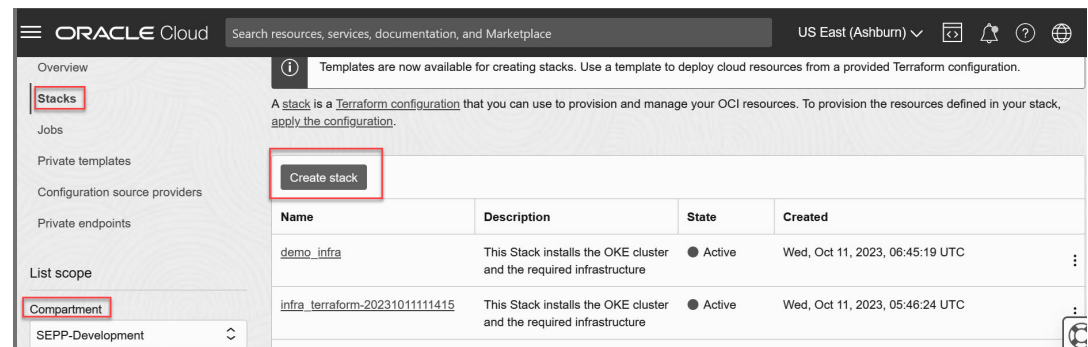 ORACLE Cloud
Search resources, services, documentation, and Marketplace
US East (Ashburn)
Overview
Stacks
Jobs
Private templates
Configuration source providers
Private endpoints
List scope
Compartment
SEPP-Development
Templates are now available for creating stacks. Use a template to deploy cloud resources from a provided Terraform configuration.
A stack is a Terraform configuration that you can use to provision and manage your OCI resources. To provision the resources defined in your stack,
apply the configuration.
Create stack
Name Description State Created
demo_infra This Stack installs the OKE cluster Active Wed, Oct 11, 2023, 06:45:19 UTC
and the required infrastructure
infra_terraform-20231011111415 This Stack installs the OKE cluster Active Wed, Oct 11, 2023, 05:46:24 UTC
and the required infrastructure